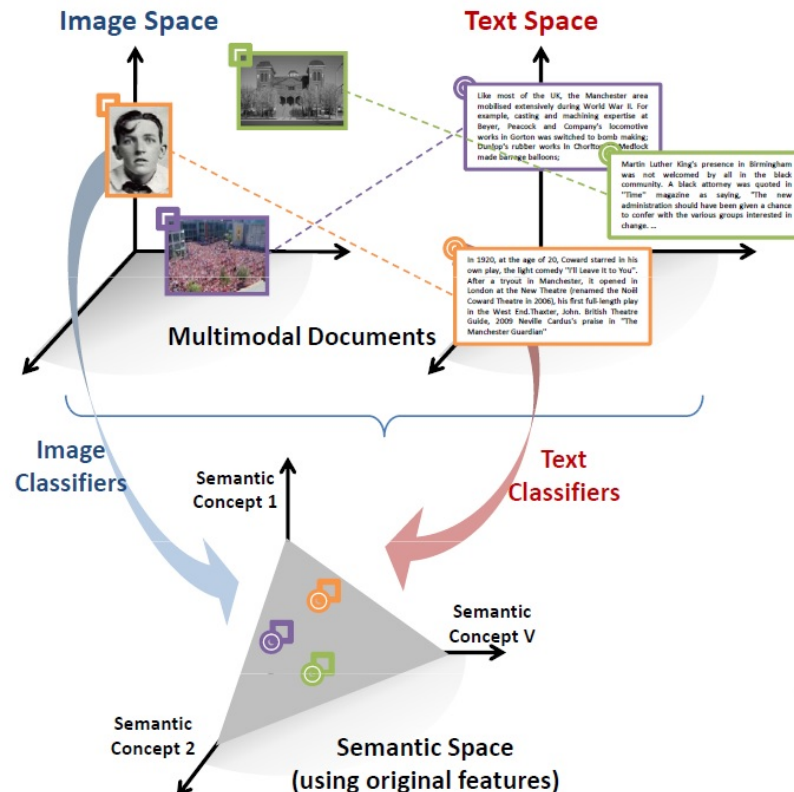 Image Space
Text Space
Like most of the UK, the Manchester area
mobilised extensively during World War II. For
example, casting and machining expertise at
Beyer, Peacock and Company's locomotive
works in Gorton was switched to bomb making;
Dunlop's rubber works in Chorlton Medlock
made barrage balloons;
Martin Luther King's presence in Birmingham
was not welcomed by all in the black
community. A black attorney was quoted in
"Time" magazine as saying, "The new
administration should have been given a chance
to confer with the various groups interested in
change. ...
In 1920, at the age of 20, Coward starred in his
own play, the light comedy "I'll Leave It to You".
After a tryout in Manchester, it opened in
London at the New Theatre (renamed the Noël
Coward Theatre in 2006), his first full-length play
in the West End.Thaxter, John. British Theatre
Guide, 2009 Neville Cardus's praise in "The
Manchester Guardian"
Multimodal Documents
Image
Classifiers
Text
Classifiers
Semantic
Concept 1
Semantic
Concept V
Semantic
Concept 2
Semantic Space
(using original features)